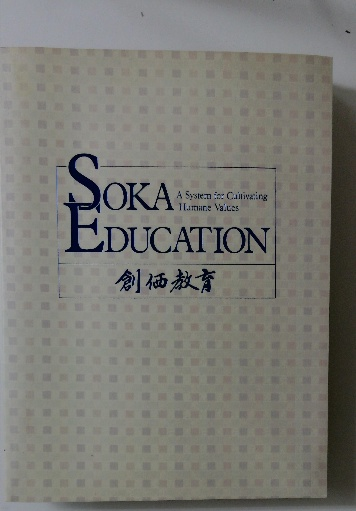 SOKA
A System for Cultivating
Humane Values
EDUCATION
創価教育